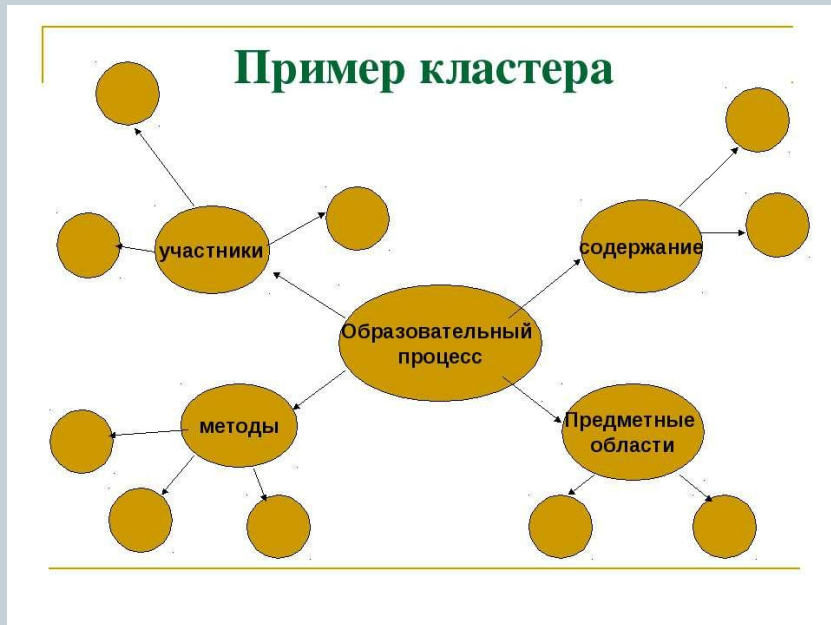 Пример кластера
участники
содержание
Образовательный
процесс
методы
Предметные
области